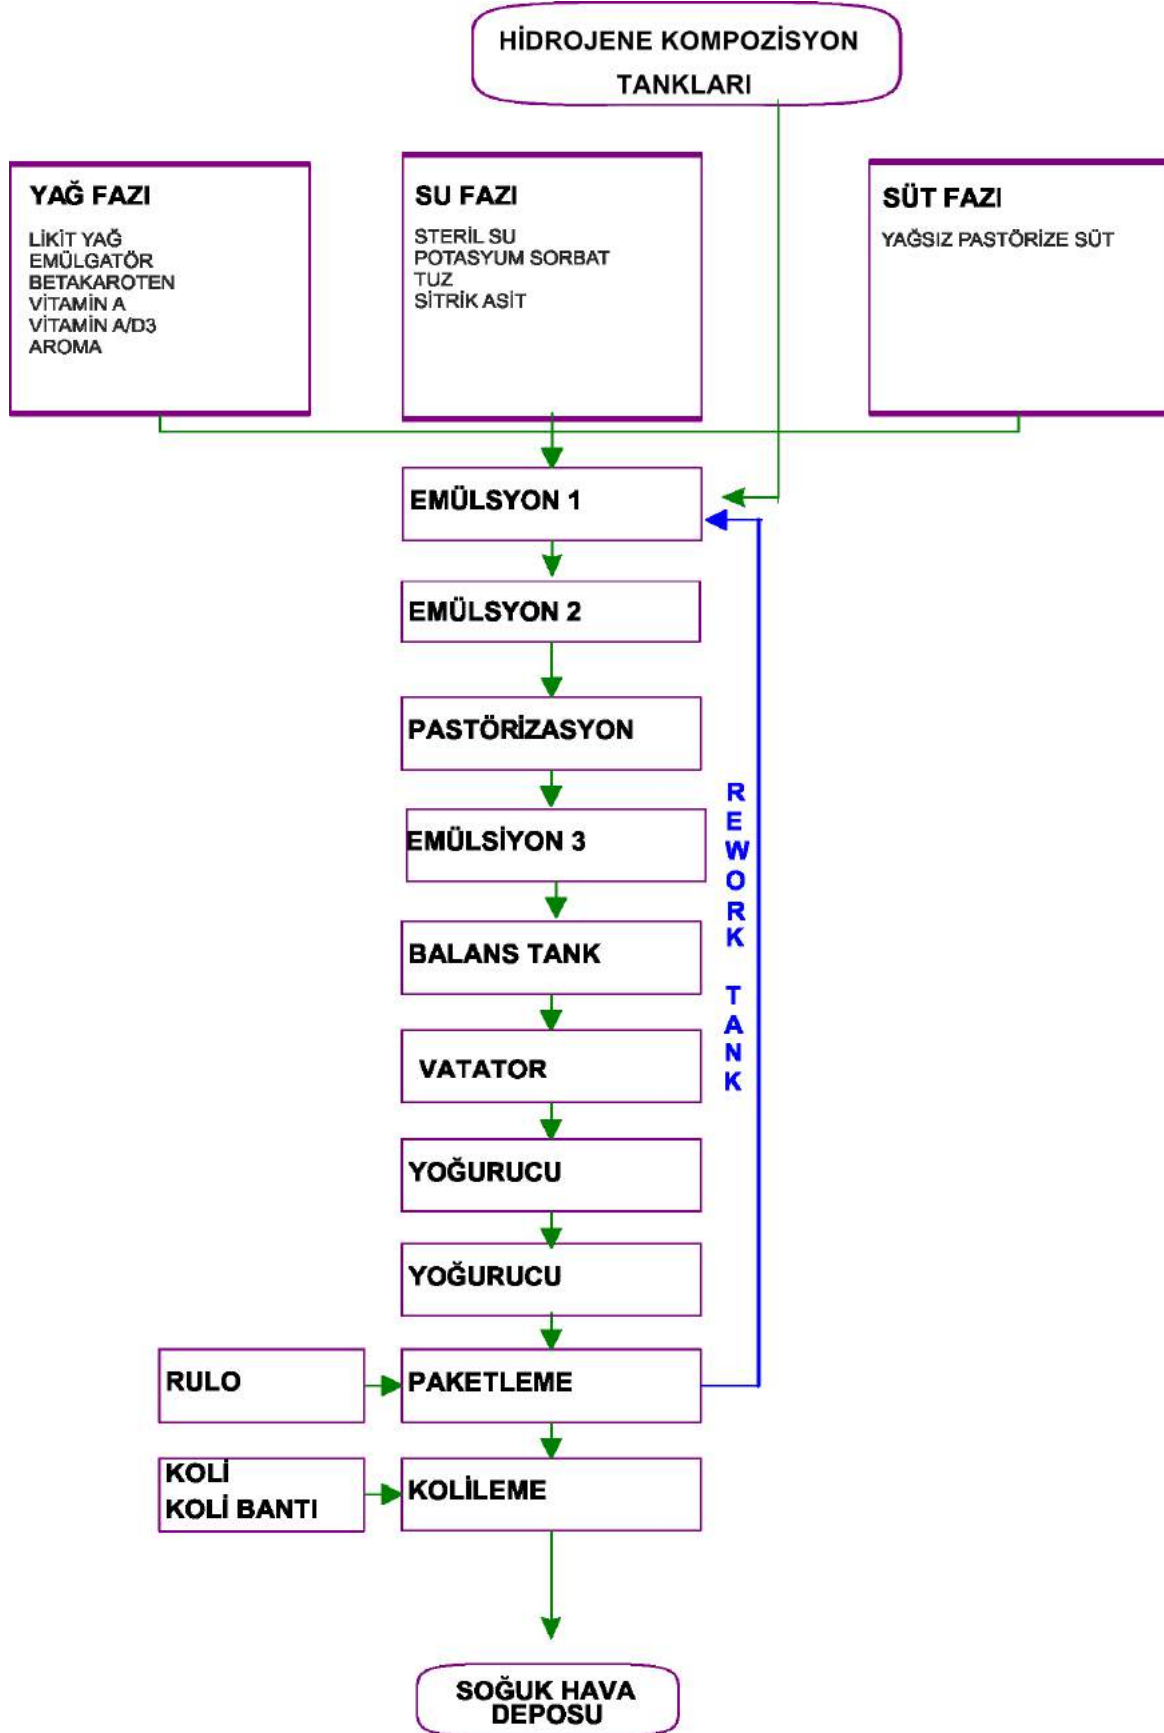 HİDROJENE KOMPOZİSYON
TANKLARI
YAĞ FAZI
LİKİT YAĞ
EMÜLGATÖR
BETAKAROTEN
VİTAMİN A
VİTAMİN A/D3
AROMA
SU FAZI
STERİL SU
POTASYUM SORBAT
TUZ
SİTRİK ASİT
SÜT FAZI
YAĞSIZ PASTÖRİZE SÜT
EMÜLSYON 1
EMÜLSYON 2
PASTÖRİZASYON
EMÜLSİYON 3
BALANS TANK
VATATOR
YOĞURUCU
YOĞURUCU
REWORK TANK
RULO
PAKETLEME
KOLİ
KOLİ BANTI
KOLİLEME
SOĞUK HAVA
DEPOSU